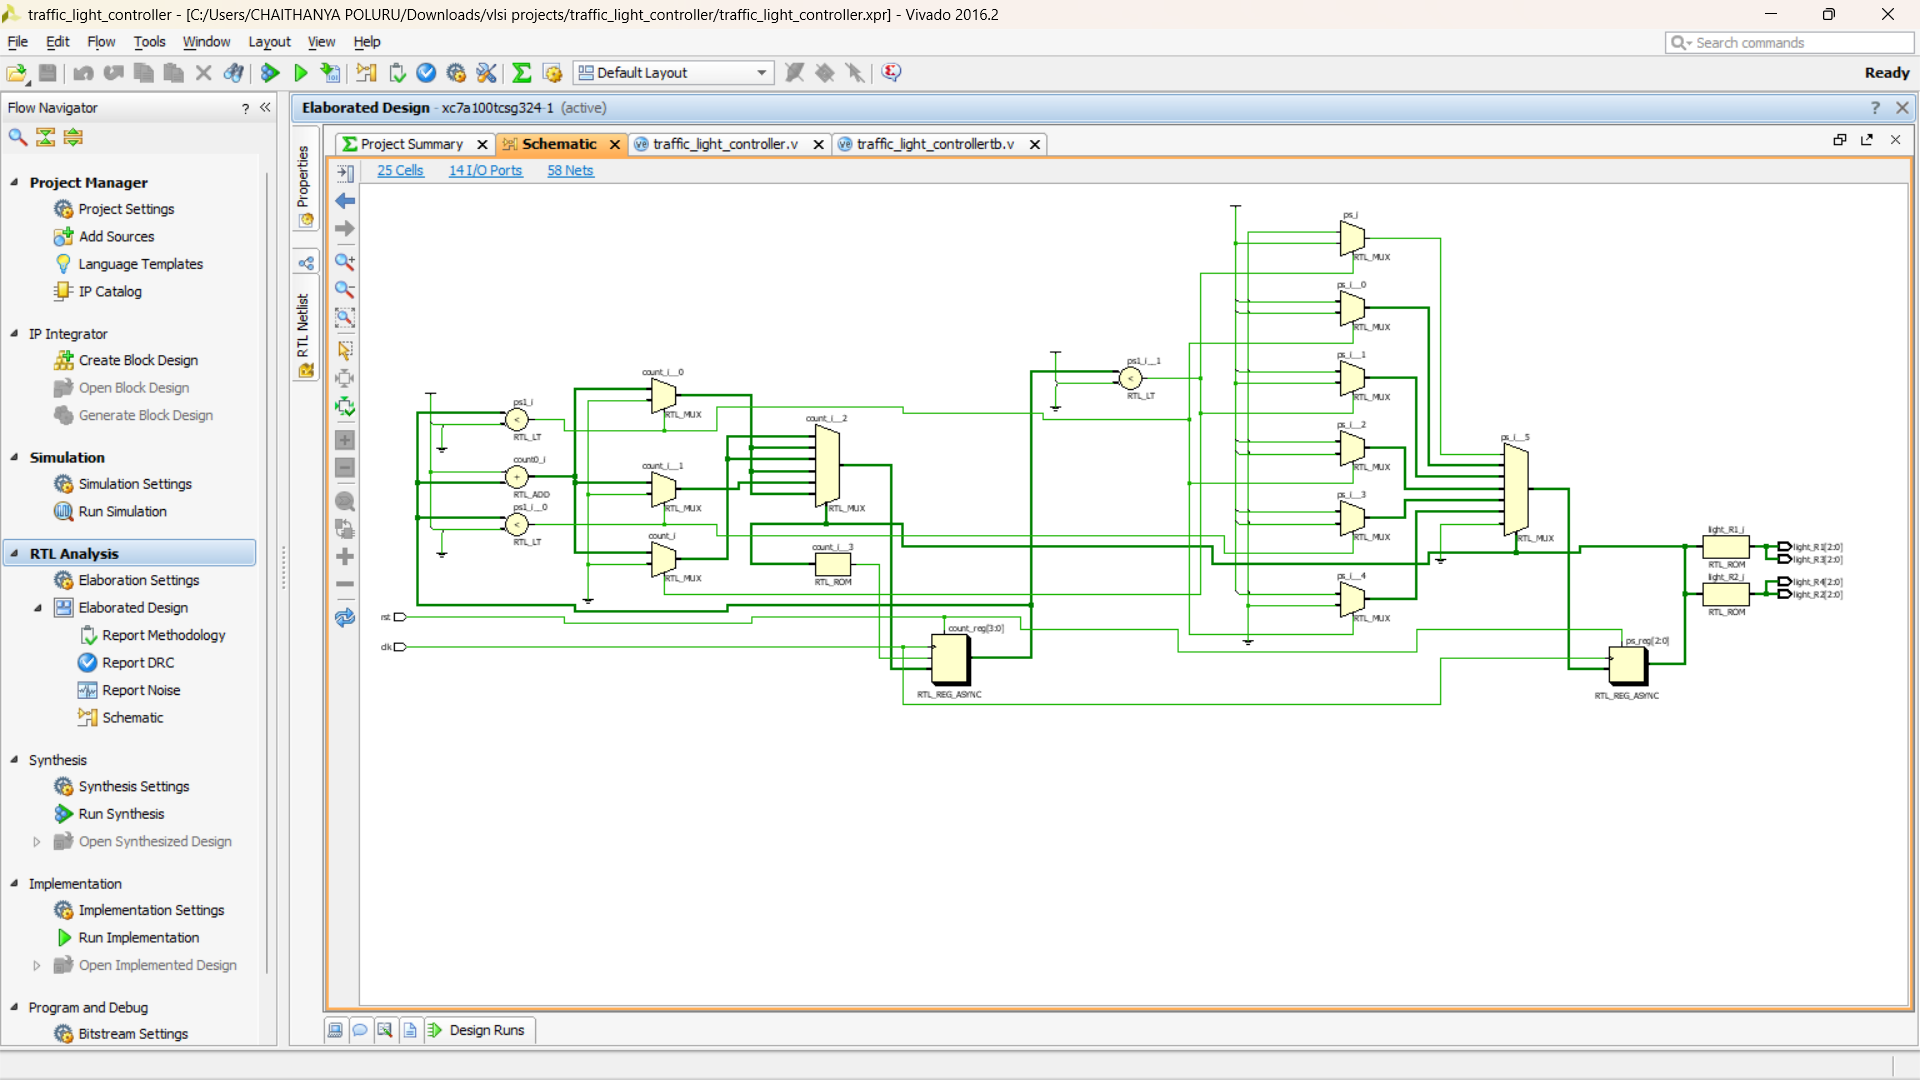 traffic_light_controller - [C:/Users/CHAITHANYA POLURU/Downloads/vlsi projects/traffic_light_controller/traffic_light_controller.xpr] - Vivado 2016.2
File Edit Flow Tools Window Layout View Help
Search commands
Default Layout
Ready
Flow Navigator ? «
Project Manager
Project Settings
Add Sources
Language Templates
IP Catalog
IP Integrator
Create Block Design
Open Block Design
Generate Block Design
Simulation
Simulation Settings
Run Simulation
RTL Analysis
Elaboration Settings
Elaborated Design
Report Methodology
Report DRC
Report Noise
Schematic
Synthesis
Synthesis Settings
Run Synthesis
Open Synthesized Design
Implementation
Implementation Settings
Run Implementation
Open Implemented Design
Program and Debug
Bitstream Settings
Elaborated Design - xc7a100tcsg324-1 (active)
?
Properties
RTL Netlist
Project Summary
Schematic
traffic_light_controller.v
traffic_light_controllertb.v
25 Cells 14 I/O Ports 58 Nets
ps_i
RTL_MUX
ps_i__0
RTL_MUX
ps_i__1
RTL_MUX
ps_i__2
RTL_MUX
ps_i__3
RTL_MUX
ps_i__4
RTL_MUX
ps1_i__1
<
RTL_LT
count_i__0
RTL_MUX
ps1_i
<
RTL_LT
count0_i
+
RTL_ADD
ps1_i__0
<
RTL_LT
count_i__1
RTL_MUX
count_i
RTL_MUX
count_i__2
RTL_MUX
count_i__3
RTL_ROM
rst
clk
count_reg[3:0]
RTL_REG_ASYNC
ps_i__5
RTL_MUX
light_R1_i
RTL_ROM
light_R2_i
RTL_ROM
light_R1[2:0]
light_R3[2:0]
light_R4[2:0]
light_R2[2:0]
ps_reg[2:0]
RTL_REG_ASYNC
Design Runs